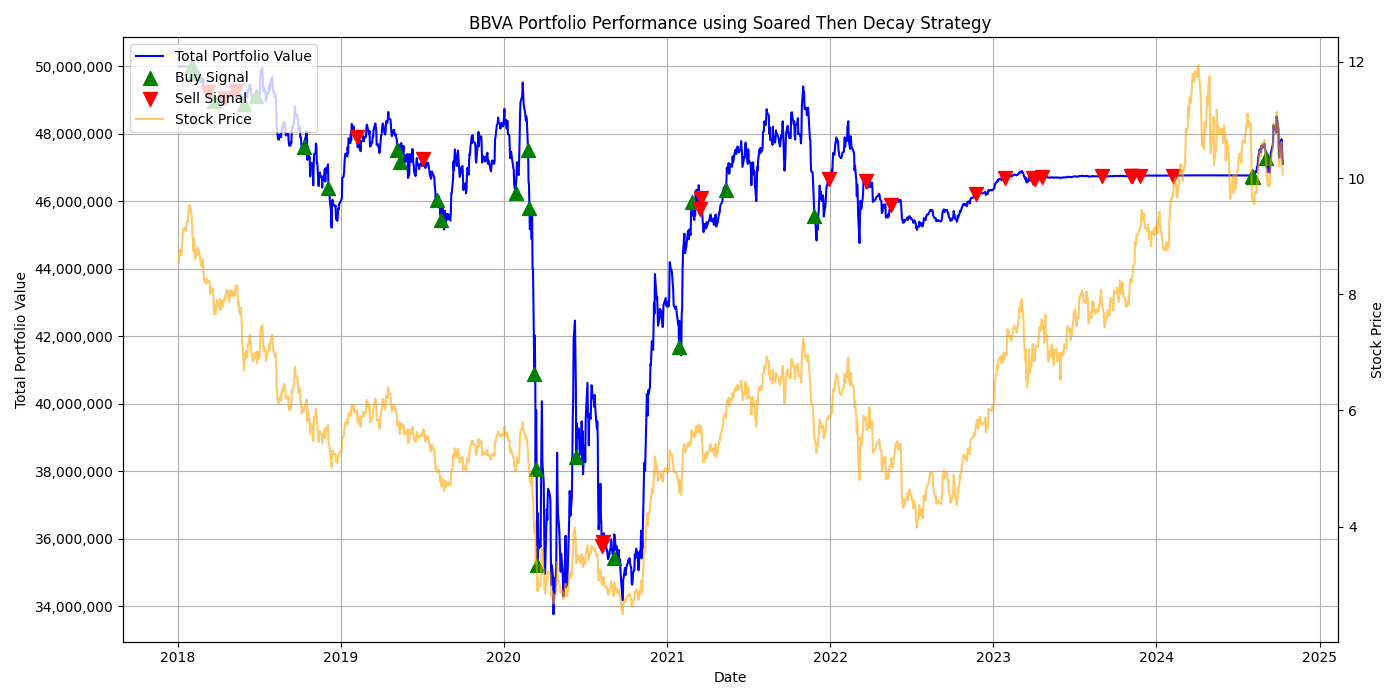 BBVA Portfolio Performance using Soared Then Decay Strategy
Total Portfolio Value
Buy Signal
Sell Signal
Stock Price
50,000,000
48,000,000
46,000,000
44,000,000
42,000,000
40,000,000
38,000,000
36,000,000
34,000,000
Total Portfolio Value
12
10
8
6
4
Stock Price
2018
2019
2020
2021
2022
2023
2024
2025
Date